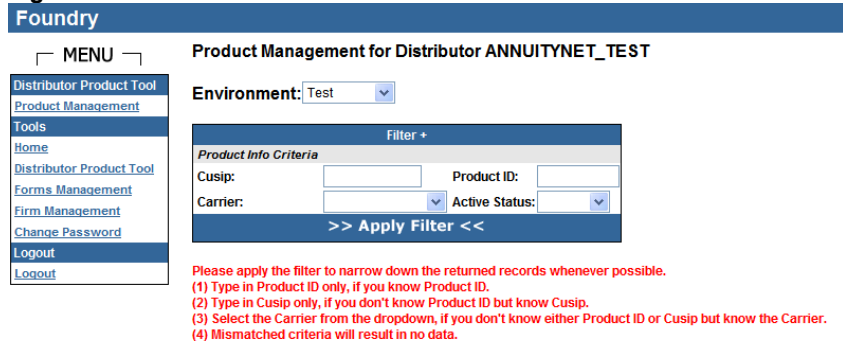 Foundry
MENU
Distributor Product Tool
Product Management
Tools
Home
Distributor Product Tool
Forms Management
Firm Management
Change Password
Logout
Logout
Product Management for Distributor ANNUITYNET_TEST
Environment: Test
Filter +
Product Info Criteria
Cusip: Product ID:
Carrier: Active Status:
>> Apply Filter <<
Please apply the filter to narrow down the returned records whenever possible.
(1) Type in Product ID only, if you know Product ID.
(2) Type in Cusip only, if you don't know Product ID but know Cusip.
(3) Select the Carrier from the dropdown, if you don't know either Product ID or Cusip but know the Carrier.
(4) Mismatched criteria will result in no data.